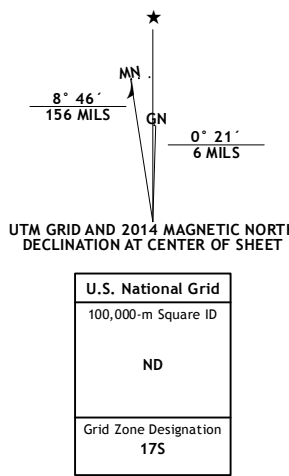 ★
MN
8° 46´
156 MILS
GN
0° 21´
6 MILS
UTM GRID AND 2014 MAGNETIC NORTH
DECLINATION AT CENTER OF SHEET
U.S. National Grid
100,000-m Square ID
ND
Grid Zone Designation
17S